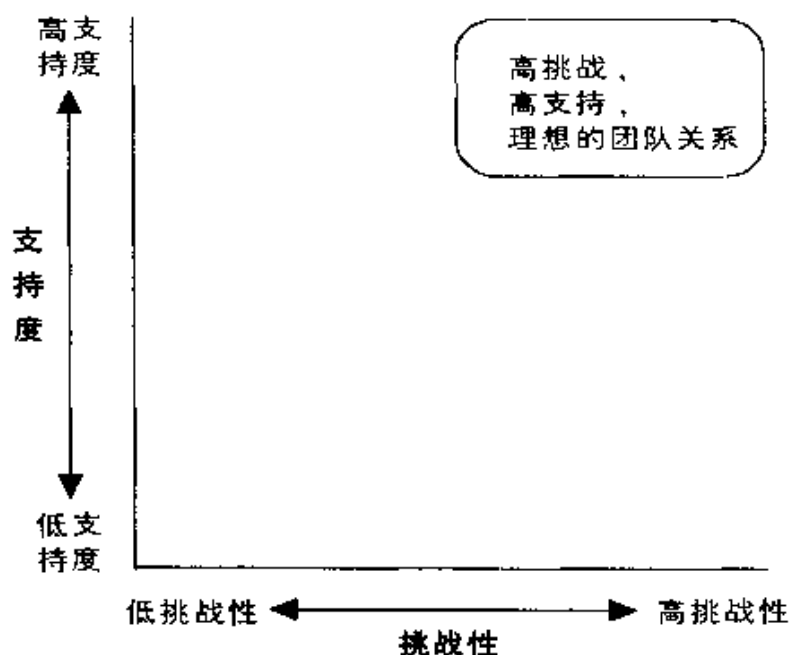 高支
持度
高挑战、
高支持，
理想的团队关系
支
持
度
低支
持度
低挑战性
高挑战性
挑战性